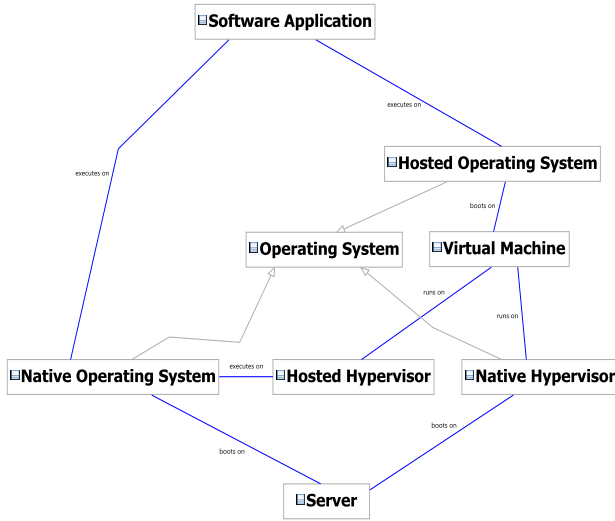 Software Application
executes on
Hosted Operating System
executes on
boots on
Operating System
Virtual Machine
runs on
runs on
executes on
Native Operating System
Hosted Hypervisor
Native Hypervisor
boots on
boots on
Server